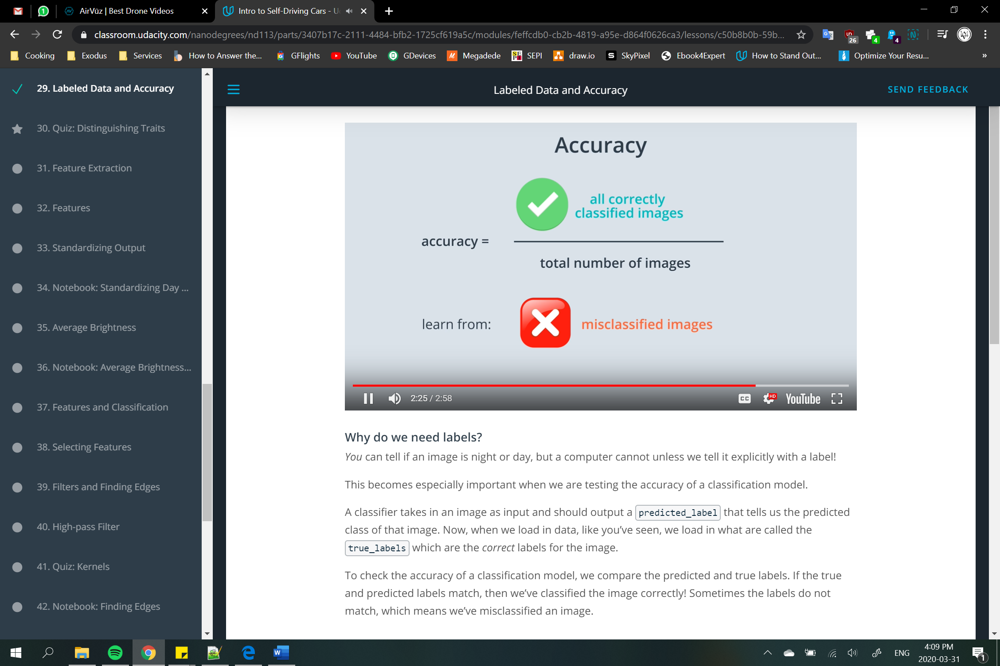 1
AirVūz | Best Drone Videos
Intro to Self-Driving Cars - U
classroom.udacity.com/nanodegrees/nd113/parts/3407b17c-2111-4484-bfb2-1725cf619a5c/modules/feffcdb0-cb2b-4819-a95e-d864f0626ca3/lessons/c50b8b0b-59b...
26
4
4
Cooking
Exodus
Services
How to Answer the...
GFlights
YouTube
GDevices
Megadede
SEPI
draw.io
SkyPixel
Ebook4Expert
How to Stand Out...
Optimize Your Resu...
»
29. Labeled Data and Accuracy
30. Quiz: Distinguishing Traits
31. Feature Extraction
32. Features
33. Standardizing Output
34. Notebook: Standardizing Day ...
35. Average Brightness
36. Notebook: Average Brightness...
37. Features and Classification
38. Selecting Features
39. Filters and Finding Edges
40. High-pass Filter
41. Quiz: Kernels
42. Notebook: Finding Edges
Labeled Data and Accuracy
SEND FEEDBACK
Accuracy
all correctly
classified images
accuracy =
total number of images
learn from:
misclassified images
2:25 / 2:58
CC
HD
YouTube
Why do we need labels?
You can tell if an image is night or day, but a computer cannot unless we tell it explicitly with a label!
This becomes especially important when we are testing the accuracy of a classification model.
A classifier takes in an image as input and should output a predicted_label that tells us the predicted
class of that image. Now, when we load in data, like you've seen, we load in what are called the
true_labels which are the correct labels for the image.
To check the accuracy of a classification model, we compare the predicted and true labels. If the true
and predicted labels match, then we've classified the image correctly! Sometimes the labels do not
match, which means we've misclassified an image.
ENG
4:09 PM
2020-03-31
1